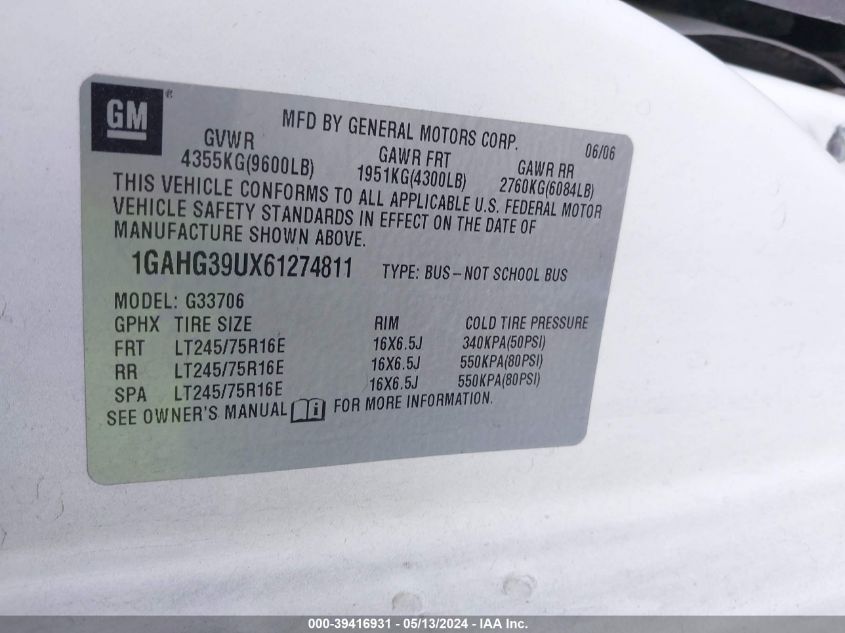 GM®
MFD BY GENERAL MOTORS CORP. 06/06
GVWR GAWR FRT GAWR RR
4355KG(9600LB) 1951KG(4300LB) 2760KG(6084LB)
THIS VEHICLE CONFORMS TO ALL APPLICABLE U.S. FEDERAL MOTOR
VEHICLE SAFETY STANDARDS IN EFFECT ON THE DATE OF
MANUFACTURE SHOWN ABOVE.
1GAHG39UX61274811 TYPE: BUS–NOT SCHOOL BUS
MODEL: G33706
GPHX TIRE SIZE RIM COLD TIRE PRESSURE
FRT LT245/75R16E 16X6.5J 340KPA(50PSI)
RR LT245/75R16E 16X6.5J 550KPA(80PSI)
SPA LT245/75R16E 16X6.5J 550KPA(80PSI)
SEE OWNER'S MANUAL i FOR MORE INFORMATION.
000-39416931 - 05/13/2024 - IAA Inc.